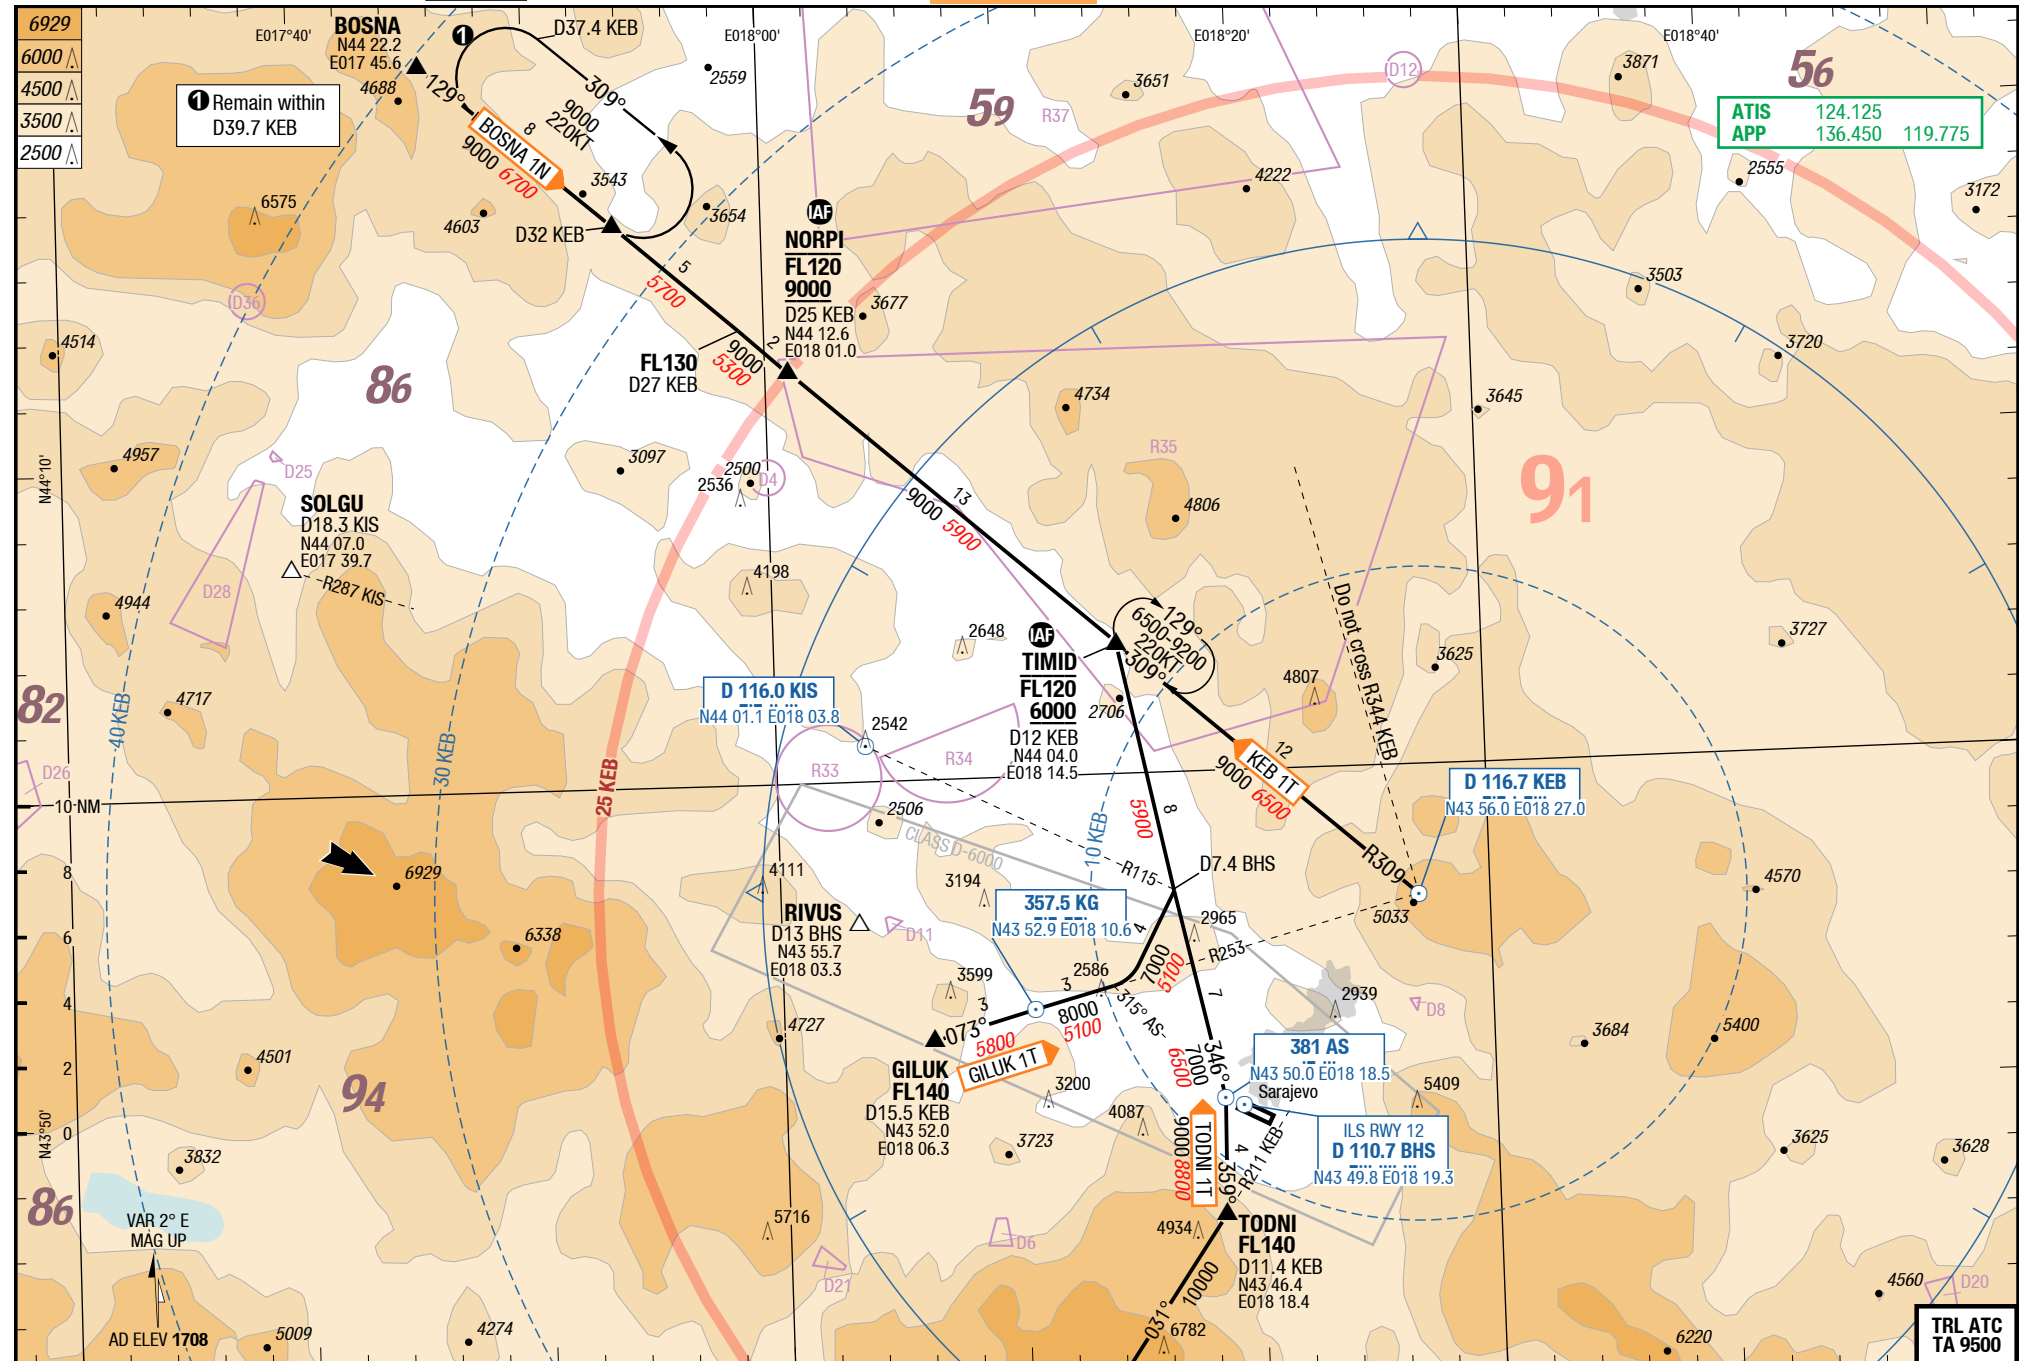 6929
6000
4500
3500
2500
❶ Remain within
D39.7 KEB
E017°40'
E018°00'
E018°20'
E018°40'
BOSNA
N44 22.2
E017 45.6
4688
❶
D37.4 KEB
129°
309°
9000
220KT
8
BOSNA 1N
9000 6700
2559
59
R37
3651
D12
3871
56
ATIS 124.125
APP 136.450 119.775
2555
3172
6575
4603
3543
3654
D32 KEB
4222
IAF
NORPI
FL120
9000
D25 KEB
N44 12.6
E018 01.0
5
5700
2
9000
5300
FL130
D27 KEB
3677
3503
3720
D36
4514
86
4734
3645
4957
N44°10'
D25
3097
2500
2536
D4
R35
4806
91
13
9000 5900
SOLGU
D18.3 KIS
N44 07.0
E017 39.7
R287 KIS
D28
4944
4198
2648
IAF
TIMID
FL120
6000
D12 KEB
N44 04.0
E018 14.5
129°
6500-9200
220KT
309°
Do not cross R344 KEB
3625
3727
4807
2706
82
4717
40 KEB
30 KEB
25 KEB
10 KEB
D 116.0 KIS
N44 01.1 E018 03.8
2542
R33
R34
12
KEB 1T
9000 6500
R309
D 116.7 KEB
N43 56.0 E018 27.0
D26
10 NM
8
6
4
2
0
2506
CLASS D-6000
5900
8
R115
D7.4 BHS
6929
4111
3194
5033
4570
357.5 KG
N43 52.9 E018 10.6
RIVUS
D13 BHS
N43 55.7
E018 03.3
D11
2965
R253
6338
4
7000
5100
3599
2586
3
3
073°
8000
5100
5800
GILUK 1T
315° AS
7
2939
D8
4727
3684
5400
4501
GILUK
FL140
D15.5 KEB
N43 52.0
E018 06.3
346°
7000
6500
381 AS
N43 50.0 E018 18.5
Sarajevo
94
3200
4087
5409
N43°50'
3723
TODNI 1T
9000 8800
4
359°
R211 KEB
ILS RWY 12
D 110.7 BHS
N43 49.8 E018 19.3
3625
3628
3832
86
VAR 2° E
MAG UP
5716
D6
4934
TODNI
FL140
D11.4 KEB
N43 46.4
E018 18.4
D21
10000
031°
4560
D20
AD ELEV 1708
5009
4274
6782
6220
TRL ATC
TA 9500